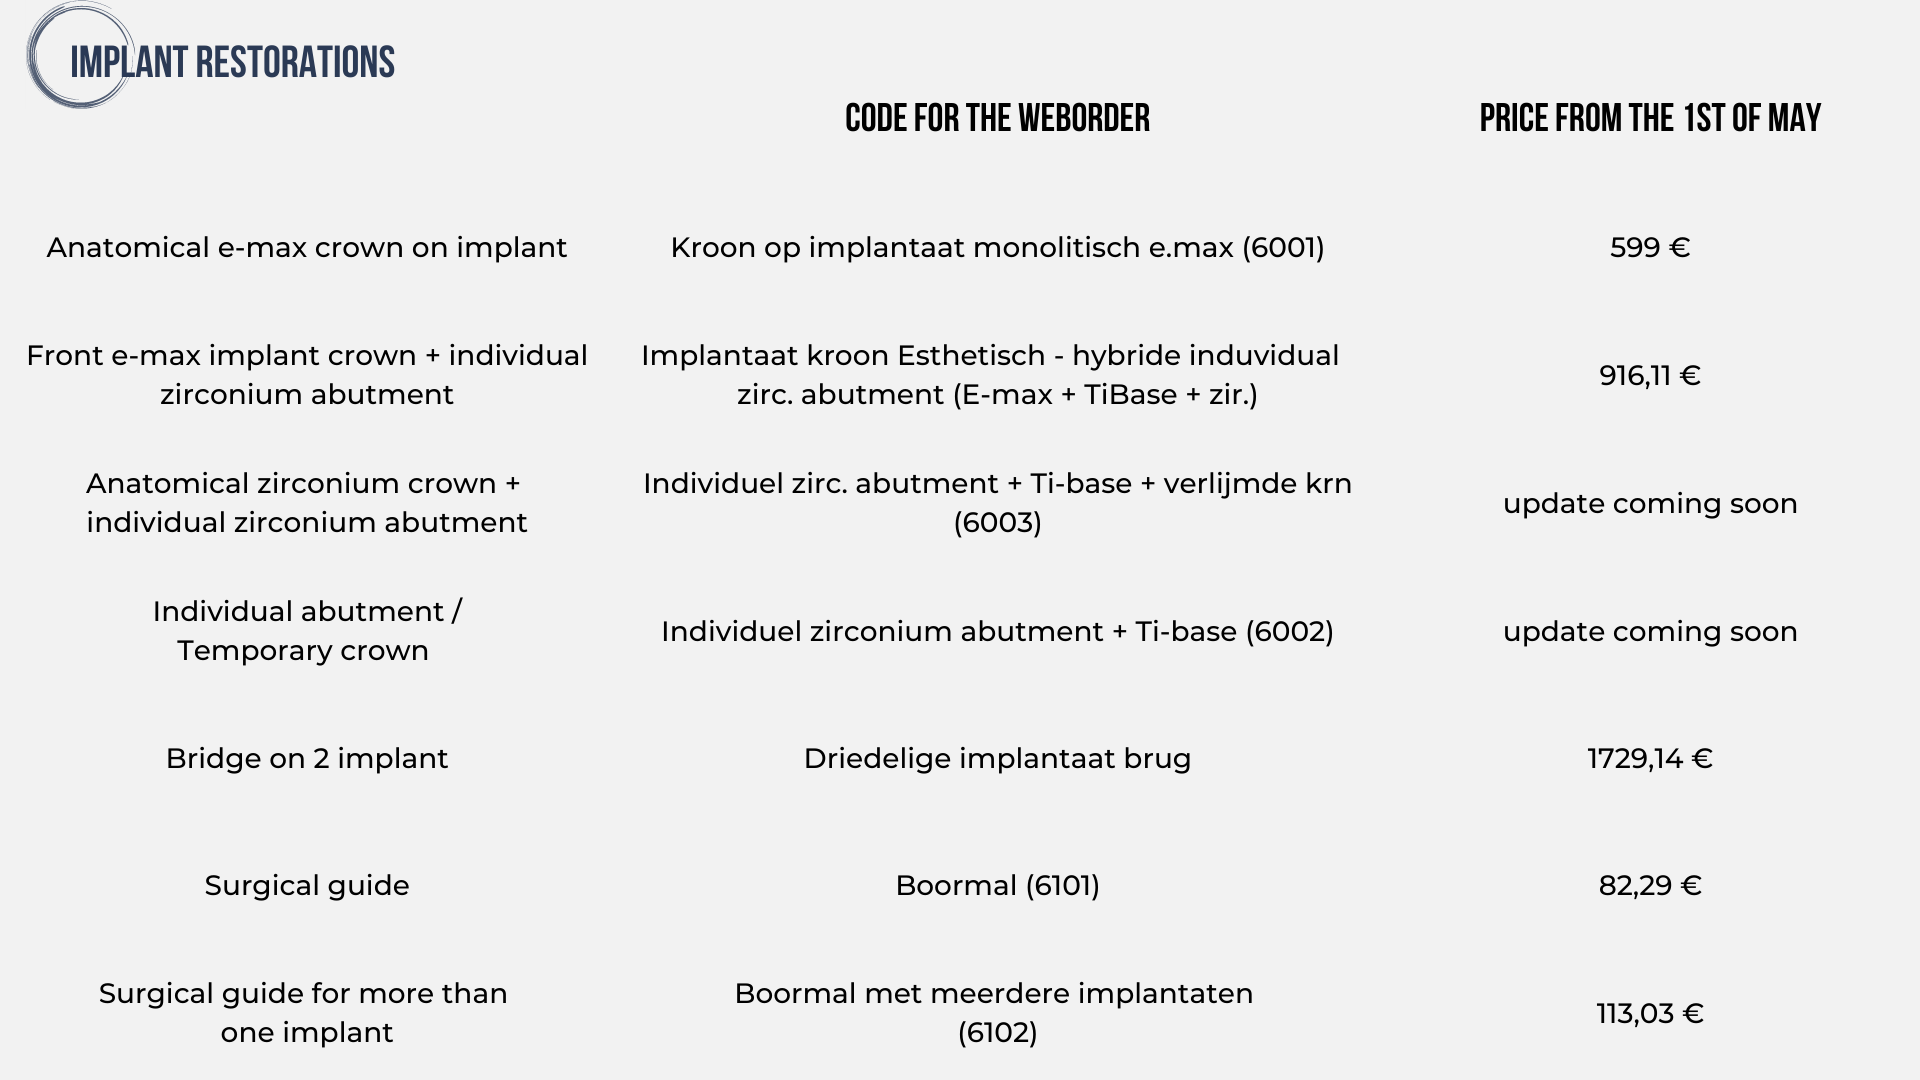 IMPLANT RESTORATIONS
CODE FOR THE WEBORDER
PRICE FROM THE 1ST OF MAY
Anatomical e-max crown on implant
Kroon op implantaat monolitisch e.max (6001)
599 €
Front e-max implant crown + individual
zirconium abutment
Implantaat kroon Esthetisch - hybride induvidual
zirc. abutment (E-max + TiBase + zir.)
916,11 €
Anatomical zirconium crown +
individual zirconium abutment
Individuel zirc. abutment + Ti-base + verlijmde krn
(6003)
update coming soon
Individual abutment /
Temporary crown
Individuel zirconium abutment + Ti-base (6002)
update coming soon
Bridge on 2 implant
Driedelige implantaat brug
1729,14 €
Surgical guide
Boormal (6101)
82,29 €
Surgical guide for more than
one implant
Boormal met meerdere implantaten
(6102)
113,03 €